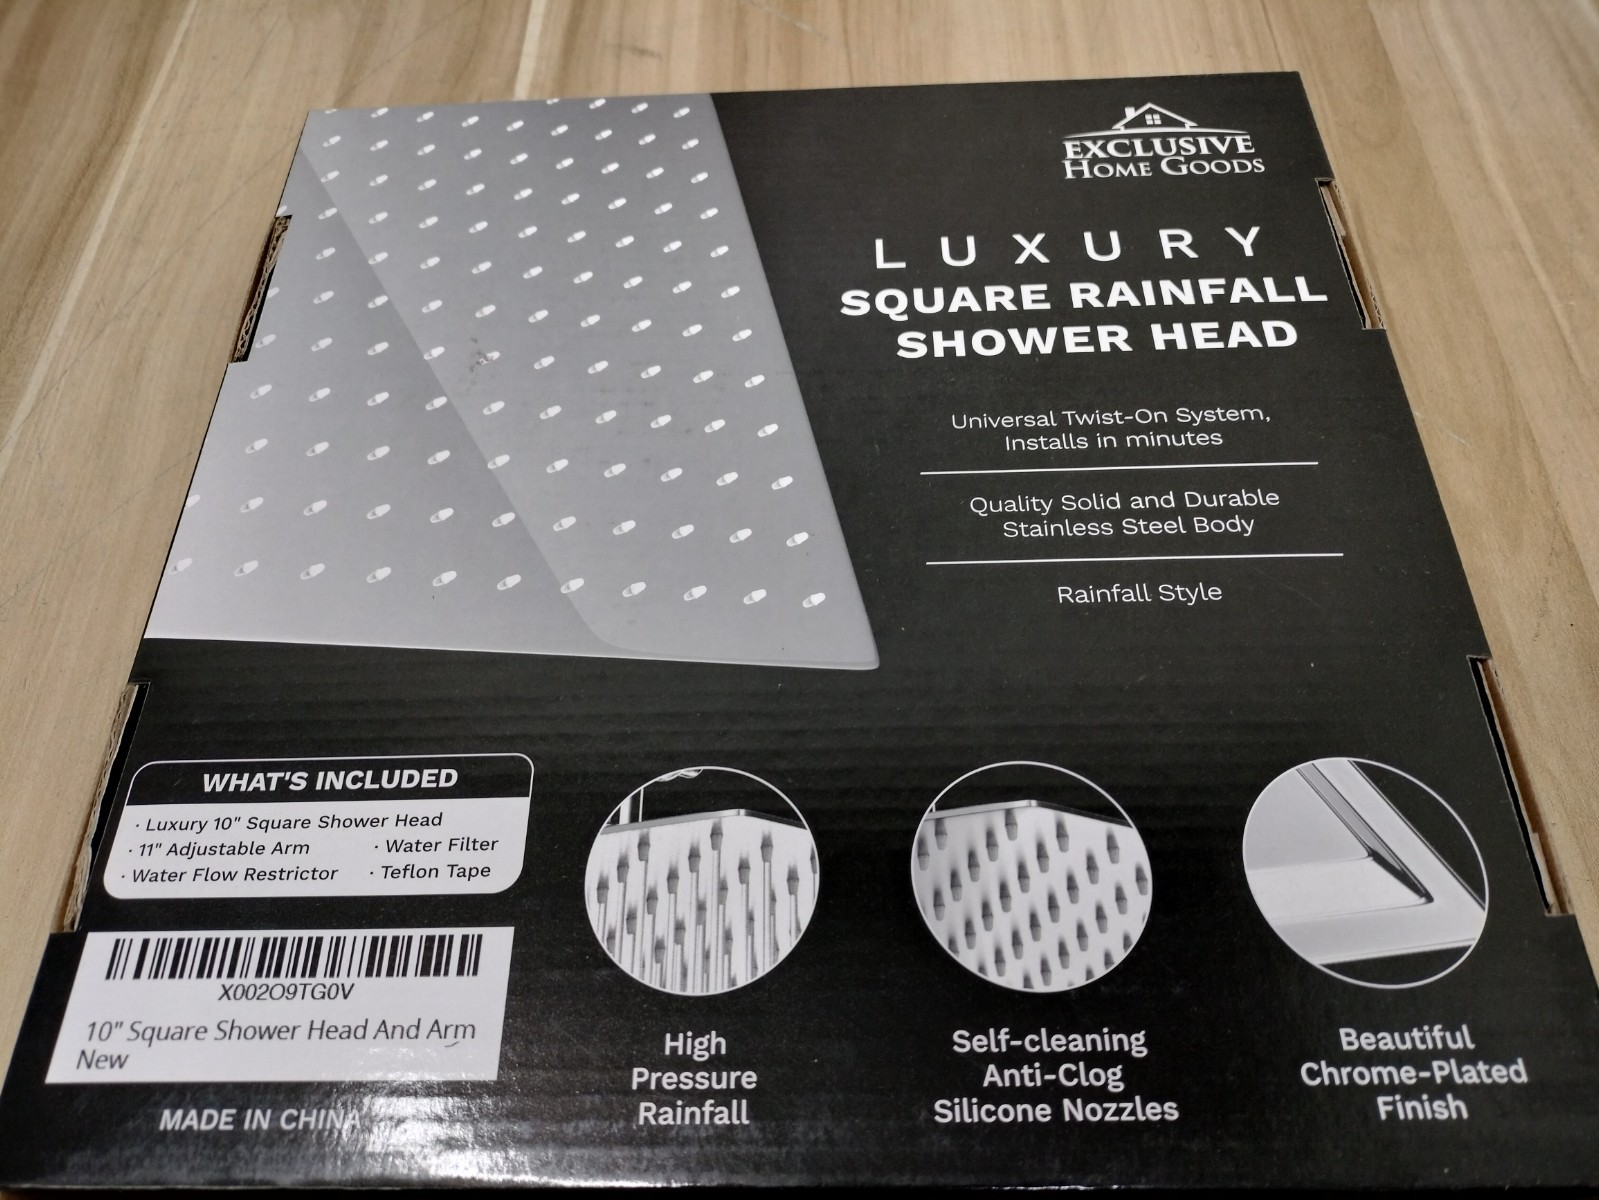 EXCLUSIVE
HOME GOODS
LUXURY
SQUARE RAINFALL
SHOWER HEAD
Universal Twist-On System,
Installs in minutes
Quality Solid and Durable
Stainless Steel Body
Rainfall Style
WHAT'S INCLUDED
· Luxury 10" Square Shower Head
· 11" Adjustable Arm · Water Filter
· Water Flow Restrictor · Teflon Tape
X002O9TG0V
10" Square Shower Head And Arm
New
MADE IN CHINA
High
Pressure
Rainfall
Self-cleaning
Anti-Clog
Silicone Nozzles
Beautiful
Chrome-Plated
Finish